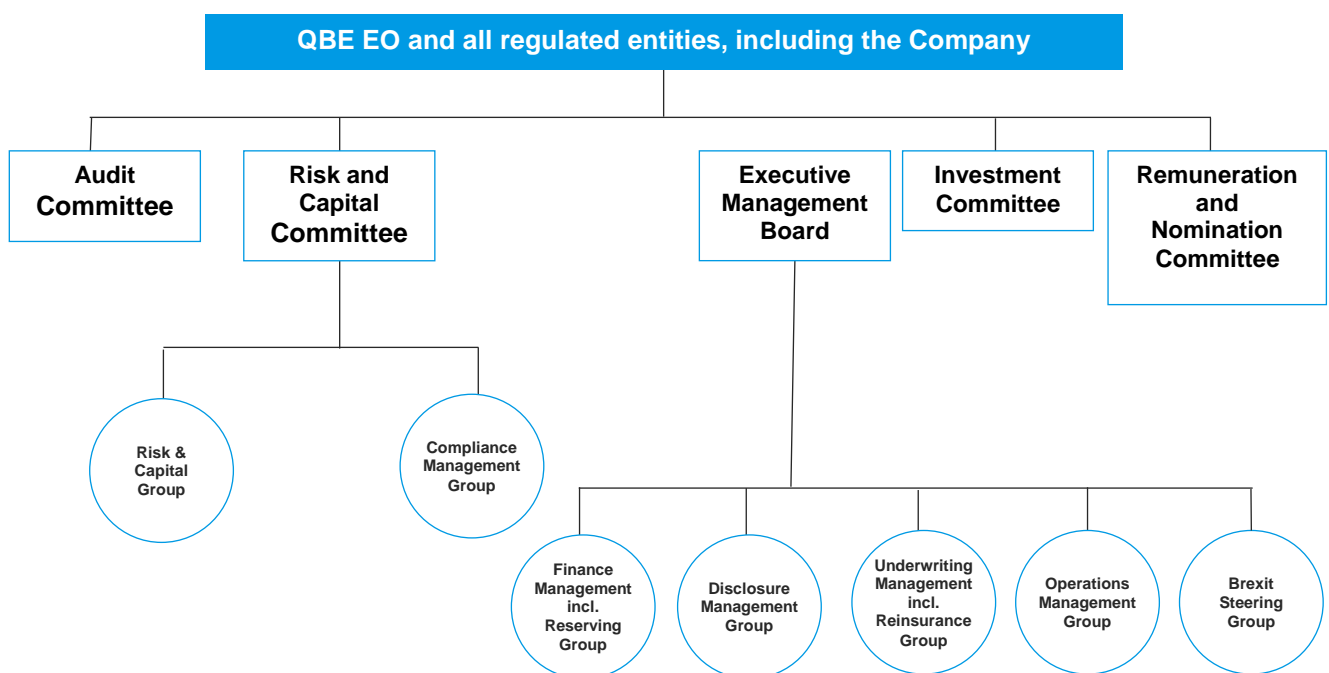 QBE EO and all regulated entities, including the Company
Audit
Committee
Risk and
Capital
Committee
Executive
Management
Board
Investment
Committee
Remuneration
and
Nomination
Committee
Risk &
Capital
Group
Compliance
Management
Group
Finance
Management
incl.
Reserving
Group
Disclosure
Management
Group
Underwriting
Management
incl.
Reinsurance
Group
Operations
Management
Group
Brexit
Steering
Group